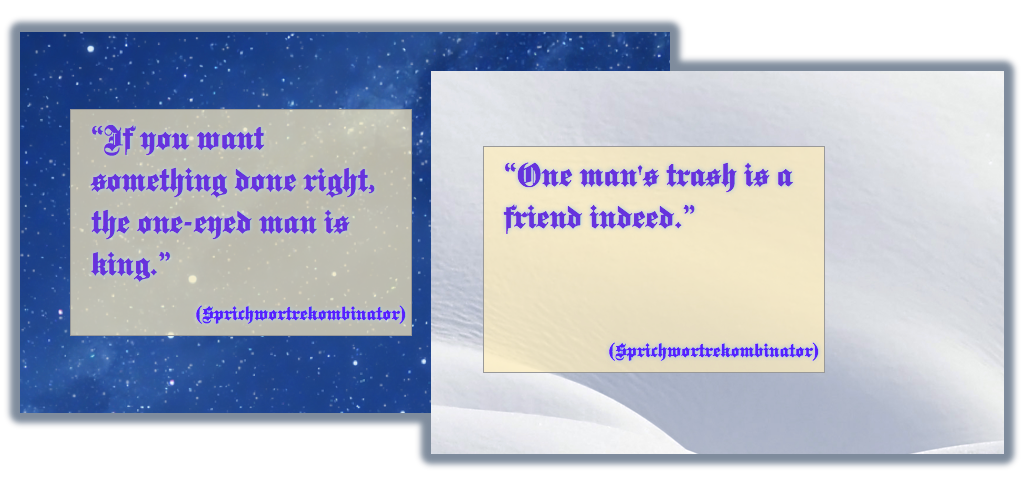 “If you want
something done right,
the one-eyed man is
king.”
(Sprichwortrekombinator)
“One man's trash is a
friend indeed.”
(Sprichwortrekombinator)